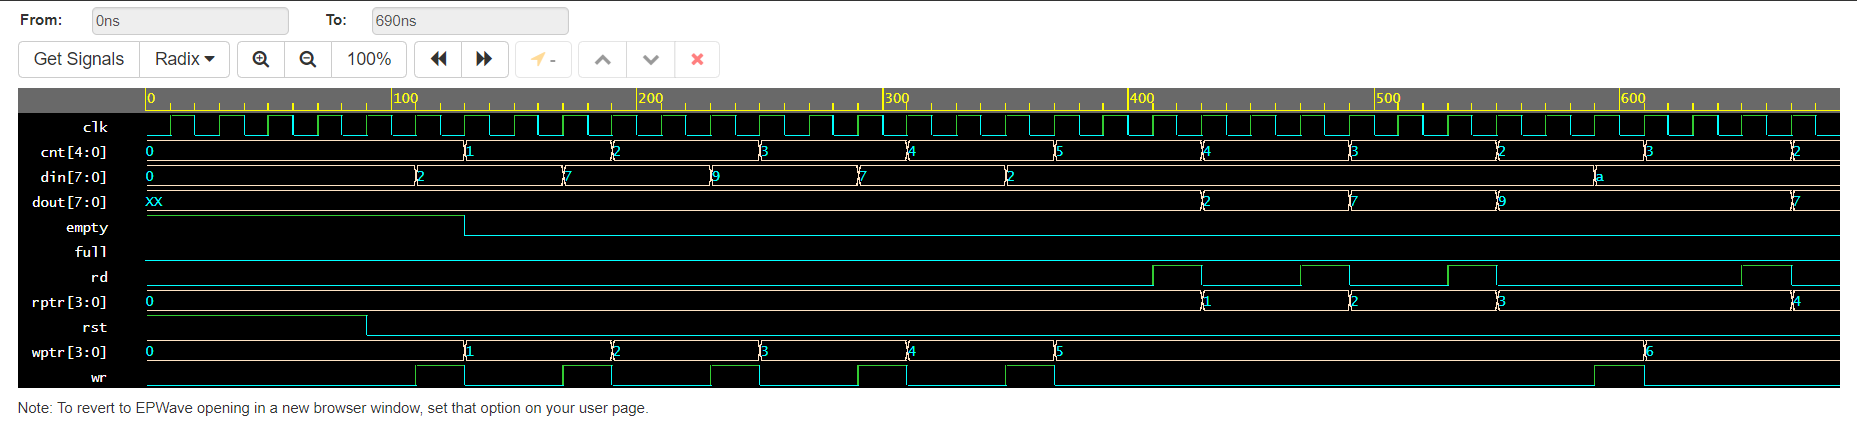 From: 0ns To: 690ns
Get Signals Radix 100% -
0 100 200 300 400 500 600
clk
cnt[4:0] 0 1 2 3 4 5 4 3 2 3 2
din[7:0] 0 2 7 9 7 2 a
dout[7:0] XX 2 7 9 7
empty
full
rd
rptr[3:0] 0 1 2 3 4
rst
wptr[3:0] 0 1 2 3 4 5 6
wr
Note: To revert to EPWave opening in a new browser window, set that option on your user page.